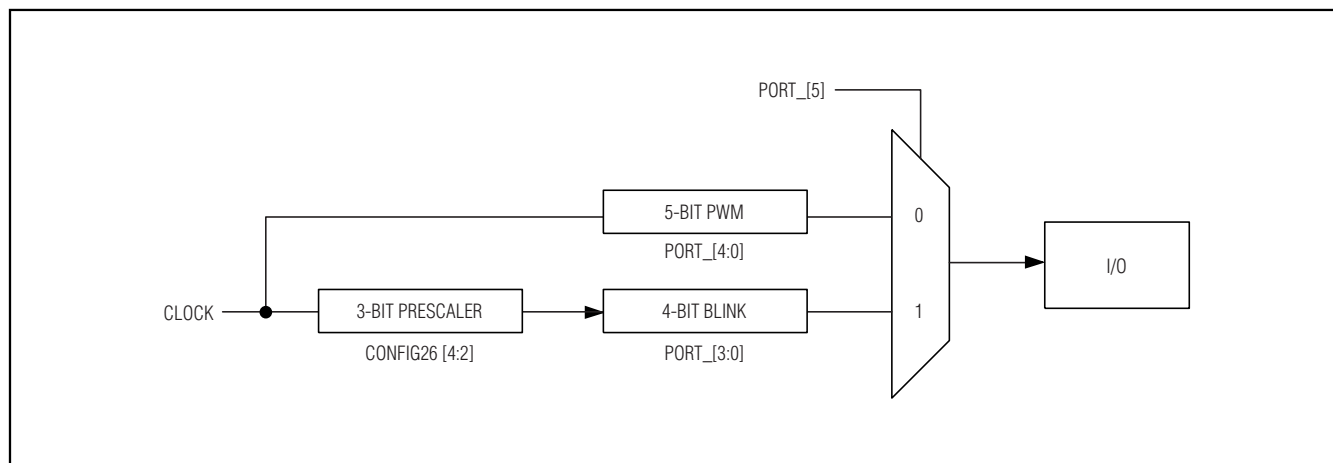 PORT_[5]
5-BIT PWM
0
PORT_[4:0]
I/O
CLOCK
3-BIT PRESCALER
4-BIT BLINK
1
CONFIG26 [4:2]
PORT_[3:0]